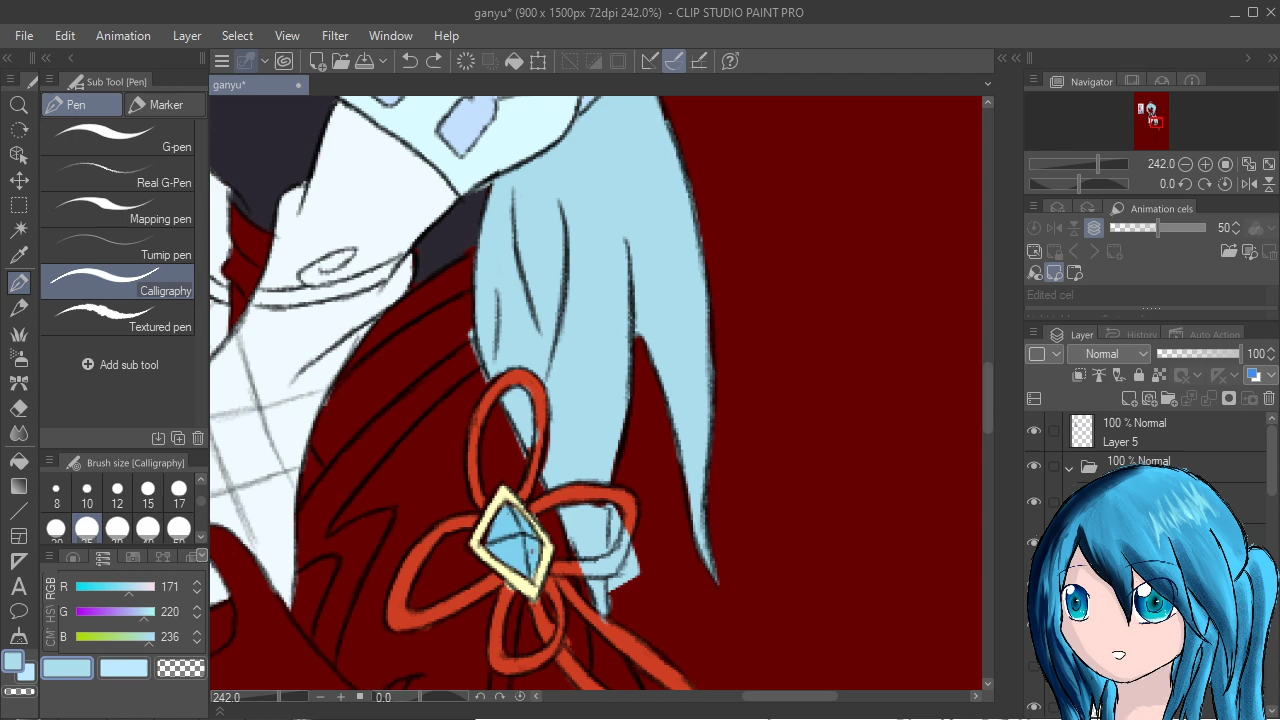 ganyu* (900 x 1500px 72dpi 242.0%)  - CLIP STUDIO PAINT PRO
File Edit Animation Layer Select View Filter Window Help
Sub Tool [Pen]
ganyu*
Navigator
Pen Marker
G-pen
Real G-Pen
Mapping pen
Turnip pen
Calligraphy
Textured pen
Add sub tool
Brush size [Calligraphy]
8 10 12 15 17
RGB
R 171
G 220
B 236
242.0 0.0
242.0
0.0
Animation cels
50
Edited cel
Layer History Auto Action
Normal 100
100 % Normal
Layer 5
100 % Normal